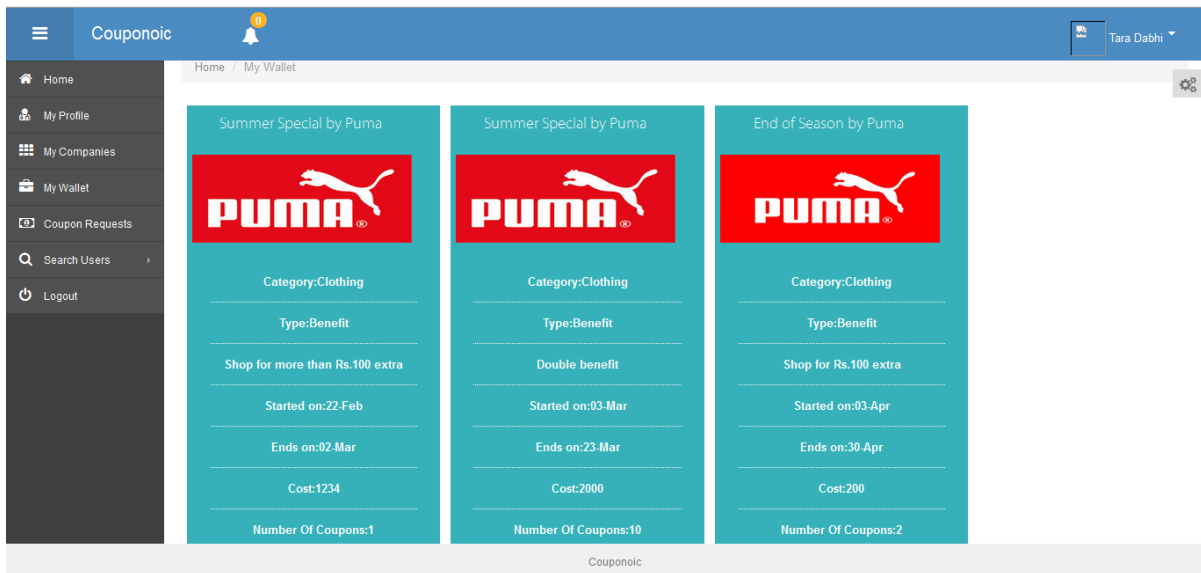 Couponoic
0
Tara Dabhi
Home / My Wallet
Home
My Profile
My Companies
My Wallet
Coupon Requests
Search Users
Logout
Summer Special by Puma
PUMA®
Category:Clothing
Type:Benefit
Shop for more than Rs.100 extra
Started on:22-Feb
Ends on:02-Mar
Cost:1234
Number Of Coupons:1
Summer Special by Puma
PUMA®
Category:Clothing
Type:Benefit
Double benefit
Started on:03-Mar
Ends on:23-Mar
Cost:2000
Number Of Coupons:10
End of Season by Puma
PUMA®
Category:Clothing
Type:Benefit
Shop for Rs.100 extra
Started on:03-Apr
Ends on:30-Apr
Cost:200
Number Of Coupons:2
Couponoic